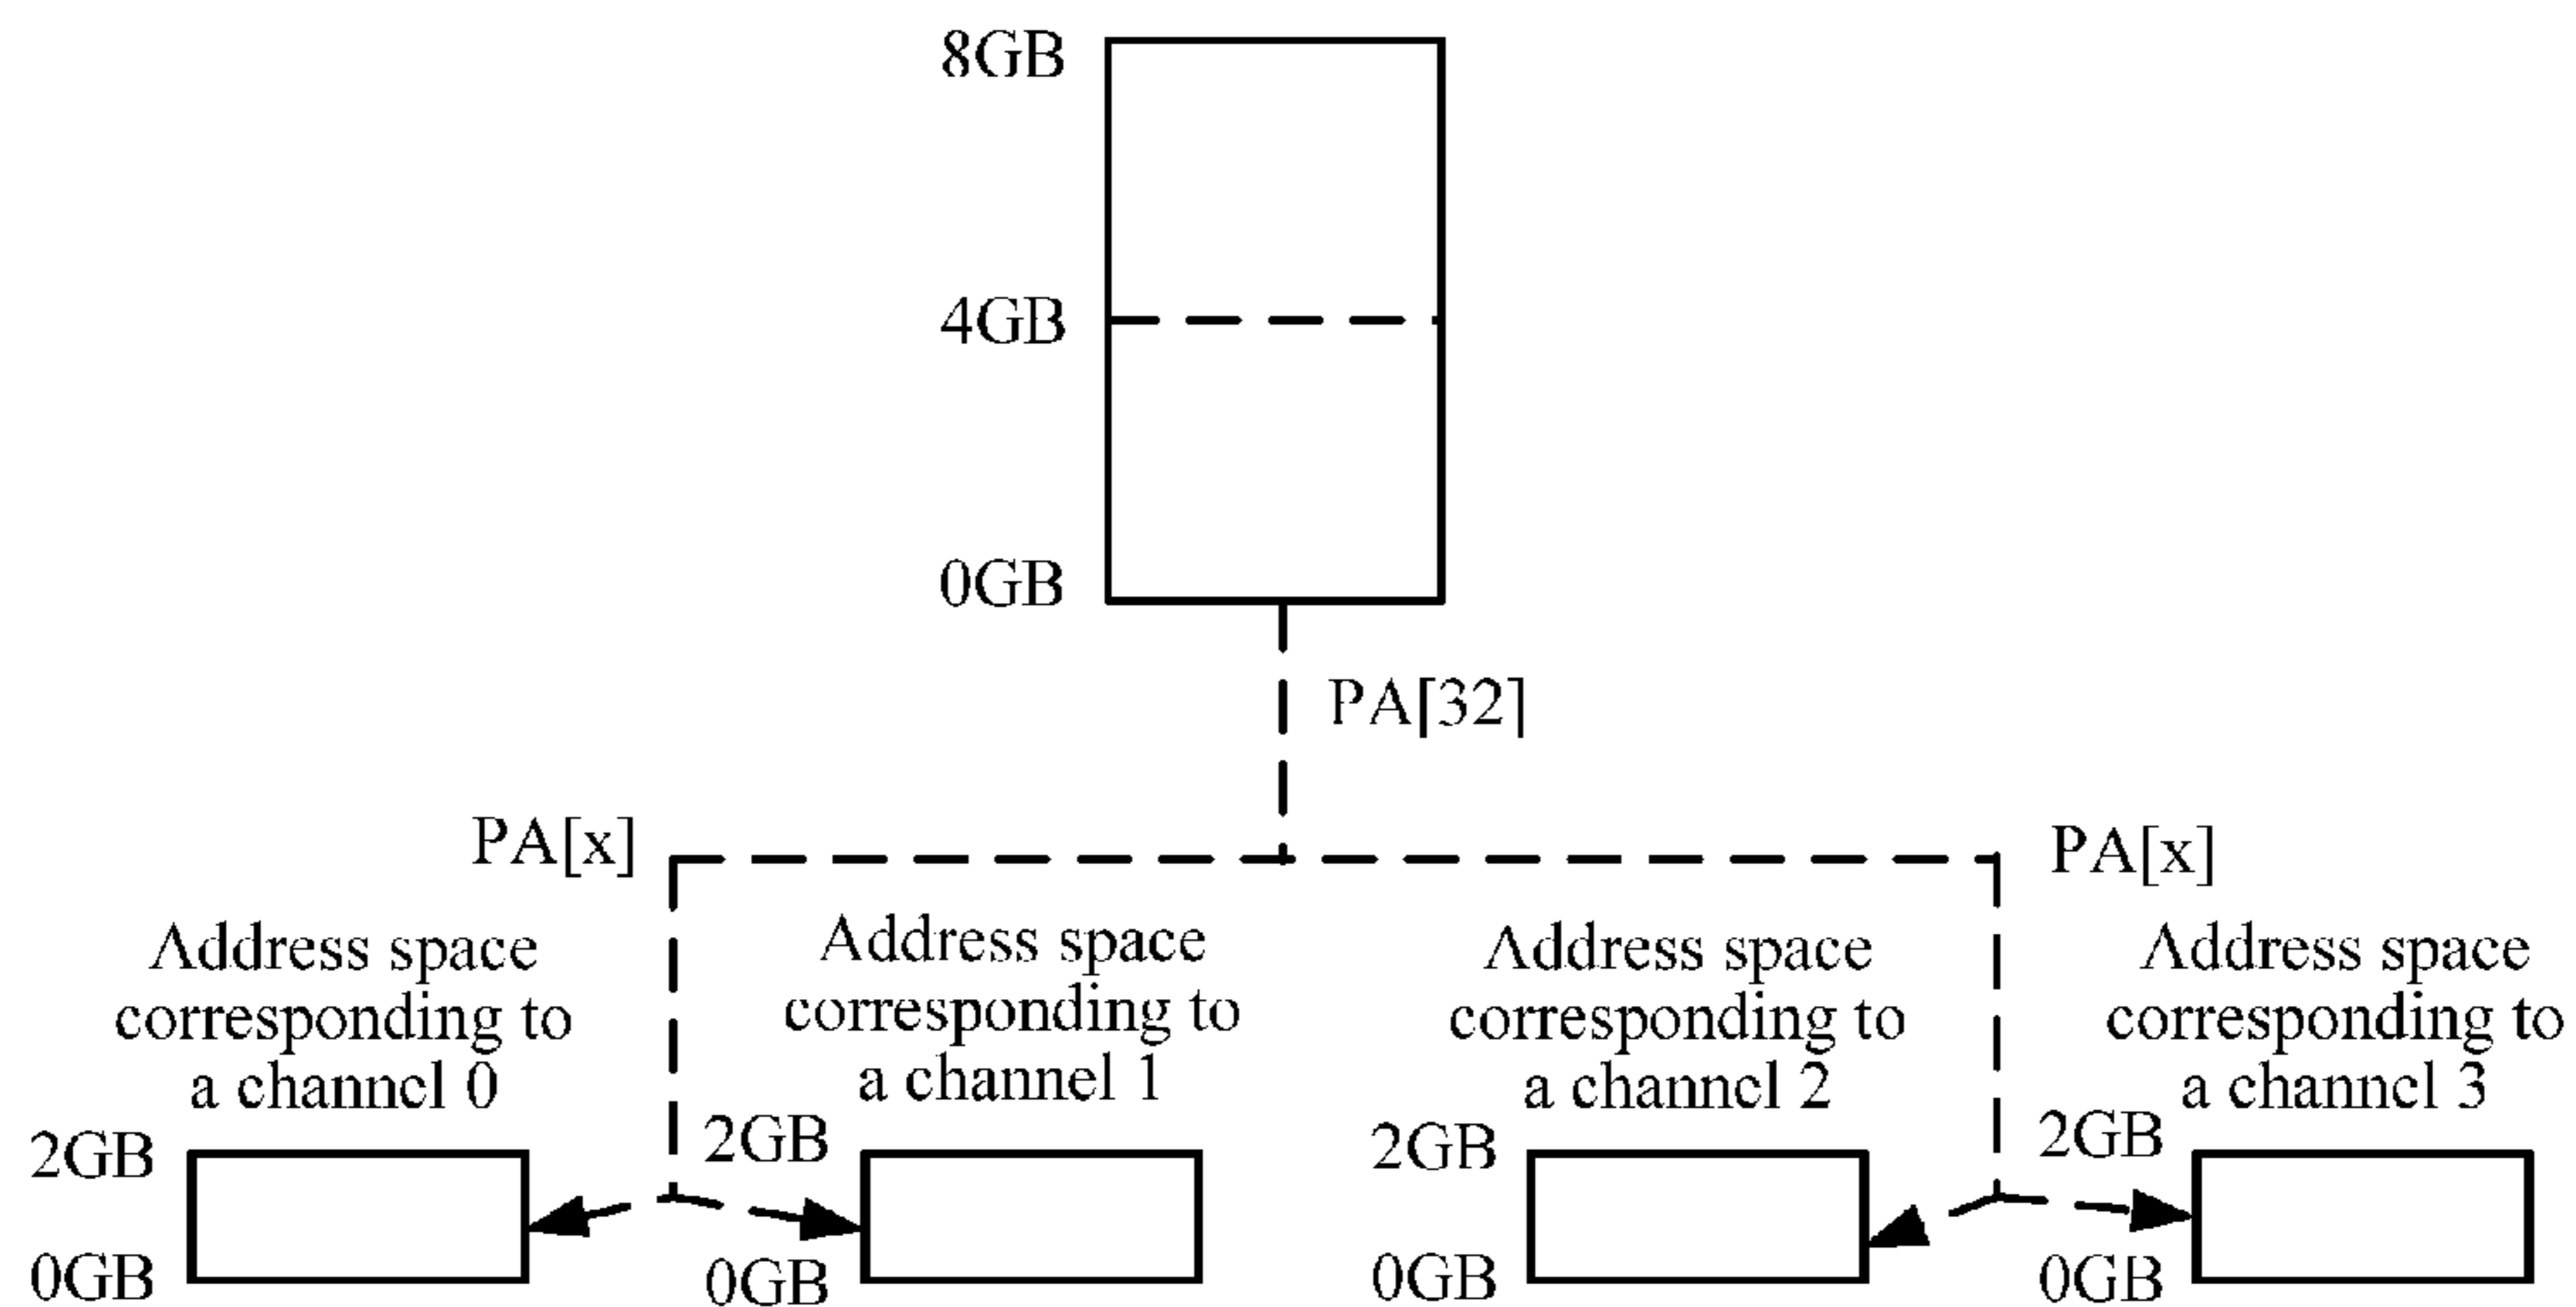 8GB
4GB
0GB
PA[32]
PA[x]
PA[x]
Address space
corresponding to
a channel 0
Address space
corresponding to
a channel 1
Address space
corresponding to
a channel 2
Address space
corresponding to
a channel 3
2GB
0GB
2GB
0GB
2GB
0GB
2GB
0GB